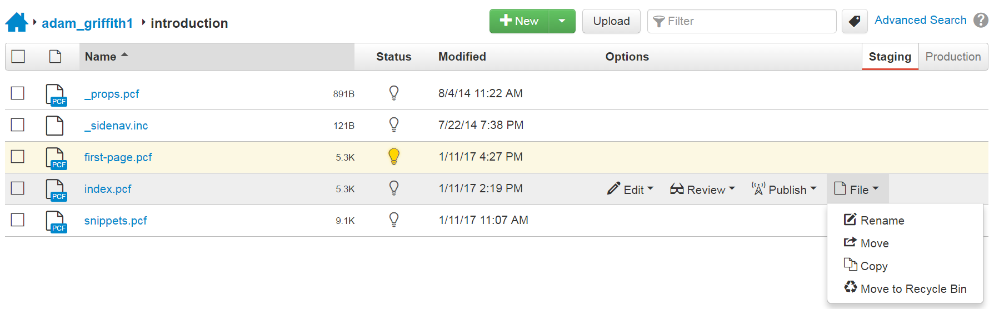 adam_griffith1 introduction New Upload Filter Advanced Search ?
Name Status Modified Options Staging Production
PCF _props.pcf 891B 8/4/14 11:22 AM
_sidenav.inc 121B 7/22/14 7:38 PM
PCF first-page.pcf 5.3K 1/11/17 4:27 PM
PCF index.pcf 5.3K 1/11/17 2:19 PM Edit Review Publish File
PCF snippets.pcf 9.1K 1/11/17 11:07 AM
Rename
Move
Copy
Move to Recycle Bin